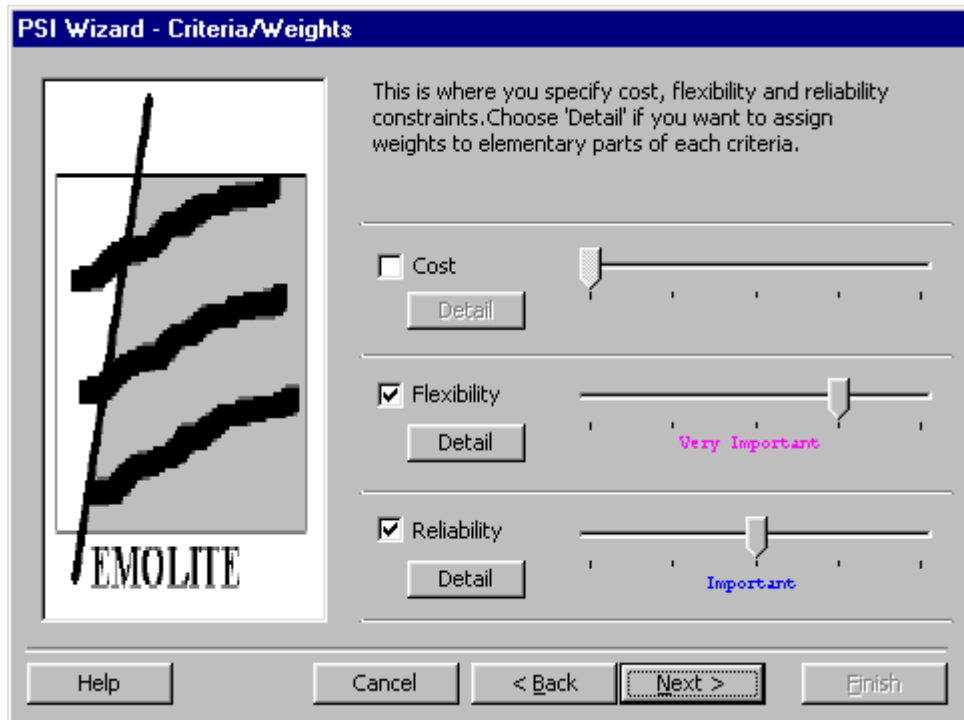 PSI Wizard - Criteria/Weights
This is where you specify cost, flexibility and reliability
constraints.Choose 'Detail' if you want to assign
weights to elementary parts of each criteria.
Cost
Detail
Flexibility
Detail
Very Important
Reliability
Detail
Important
EMOLITE
Help
Cancel
< Back
Next >
Finish